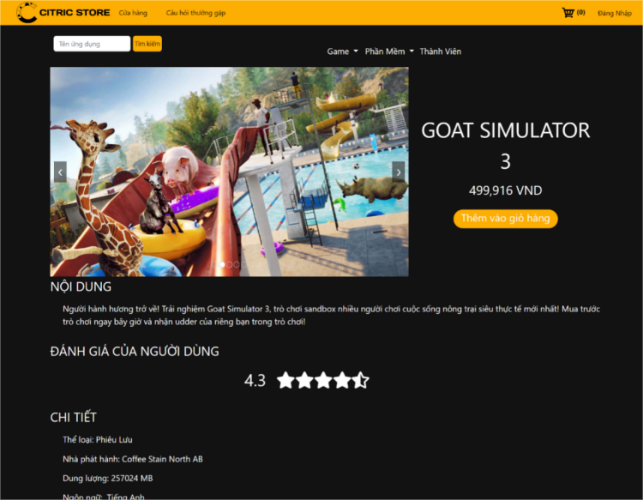 CITRIC STORE Cửa hàng Câu hỏi thường gặp (0) Đăng Nhập
Tên ứng dụng Tìm kiếm
Game Phần Mềm Thành Viên
GOAT SIMULATOR
3
499,916 VND
Thêm vào giỏ hàng
NỘI DUNG
Người hành hương trở về! Trải nghiệm Goat Simulator 3, trò chơi sandbox nhiều người chơi cuộc sống nông trại siêu thực tế mới nhất! Mua trước
trò chơi ngay bây giờ và nhận udder của riêng bạn trong trò chơi!
ĐÁNH GIÁ CỦA NGƯỜI DÙNG
4.3
CHI TIẾT
Thể loại: Phiêu Lưu
Nhà phát hành: Coffee Stain North AB
Dung lượng: 257024 MB
Ngôn ngữ: Tiếng Anh